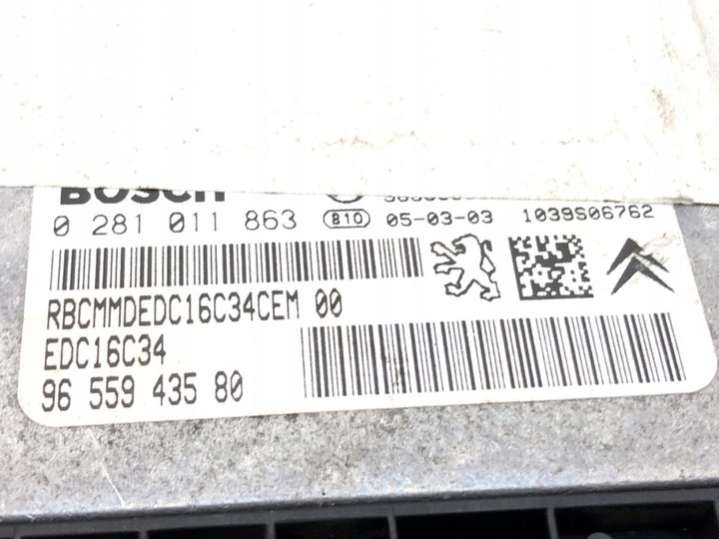 BOSCH
0 281 011 863 810 05-03-03 1039S06762
RBCMMDEDC16C34CEM 00
EDC16C34
96 559 435 80